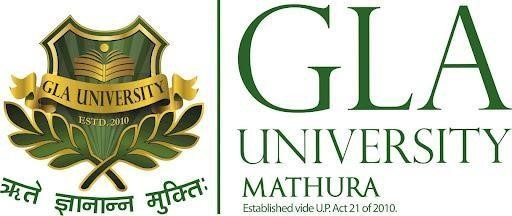 GLA UNIVERSITY
ESTD. 2010
ऋते ज्ञानान्न मुक्तिः
GLA
UNIVERSITY
MATHURA
Established vide U.P. Act 21 of 2010.